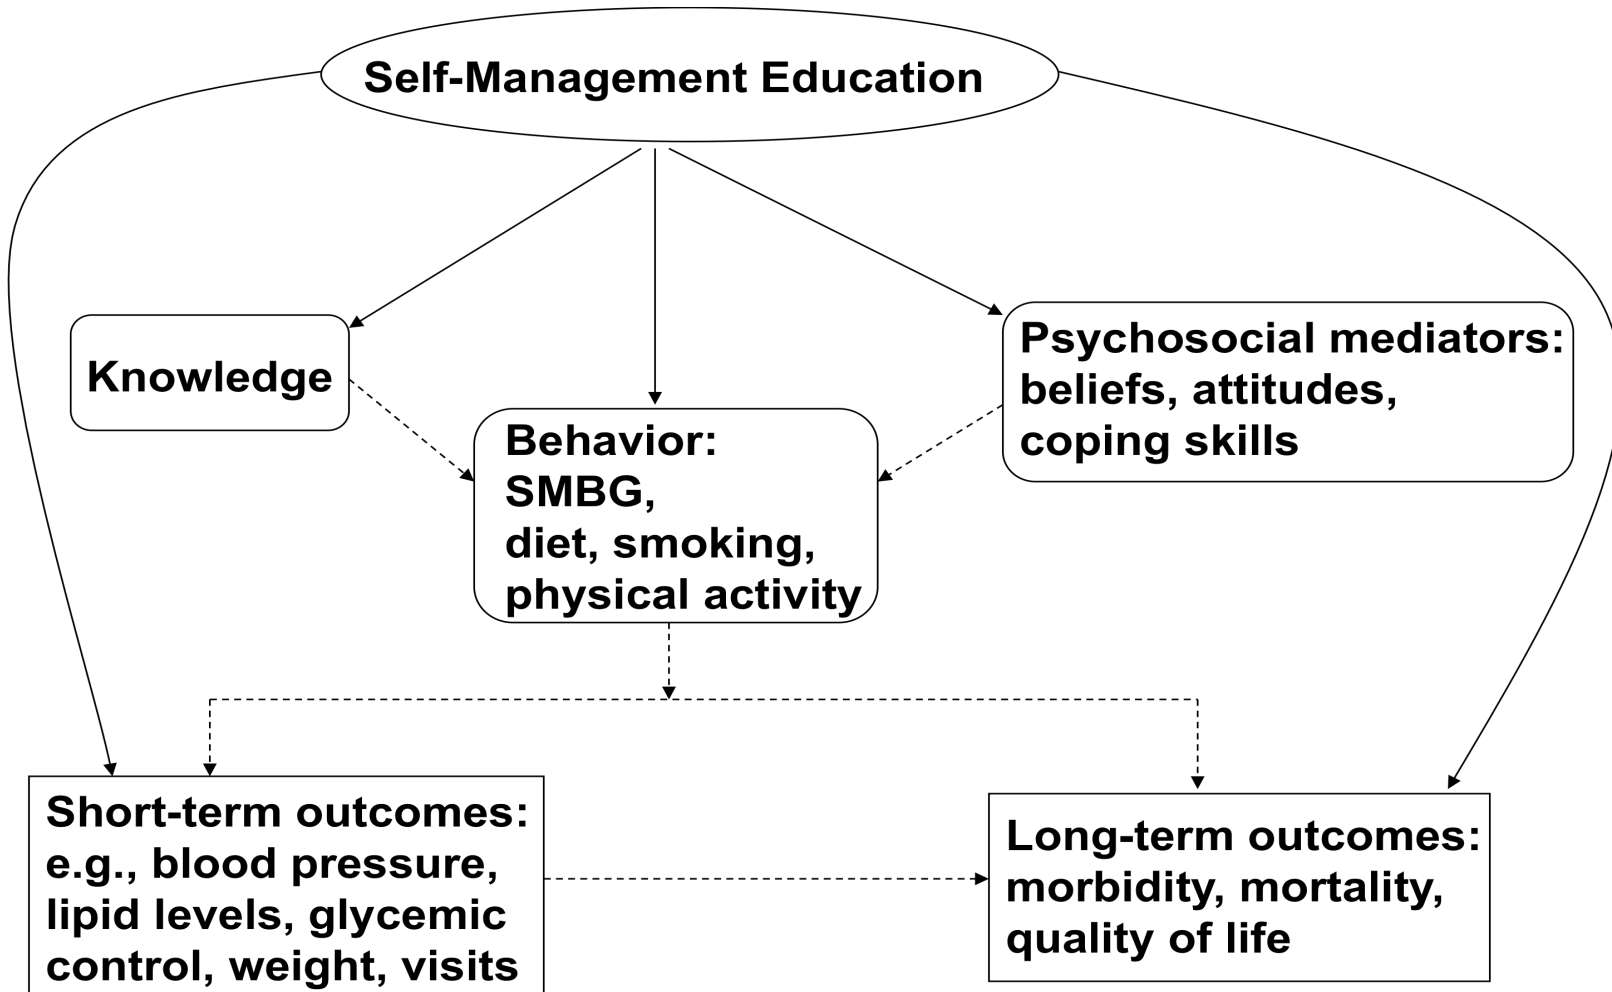 Self-Management Education
Knowledge
Psychosocial mediators:
beliefs, attitudes,
coping skills
Behavior:
SMBG,
diet, smoking,
physical activity
Short-term outcomes:
e.g., blood pressure,
lipid levels, glycemic
control, weight, visits
Long-term outcomes:
morbidity, mortality,
quality of life